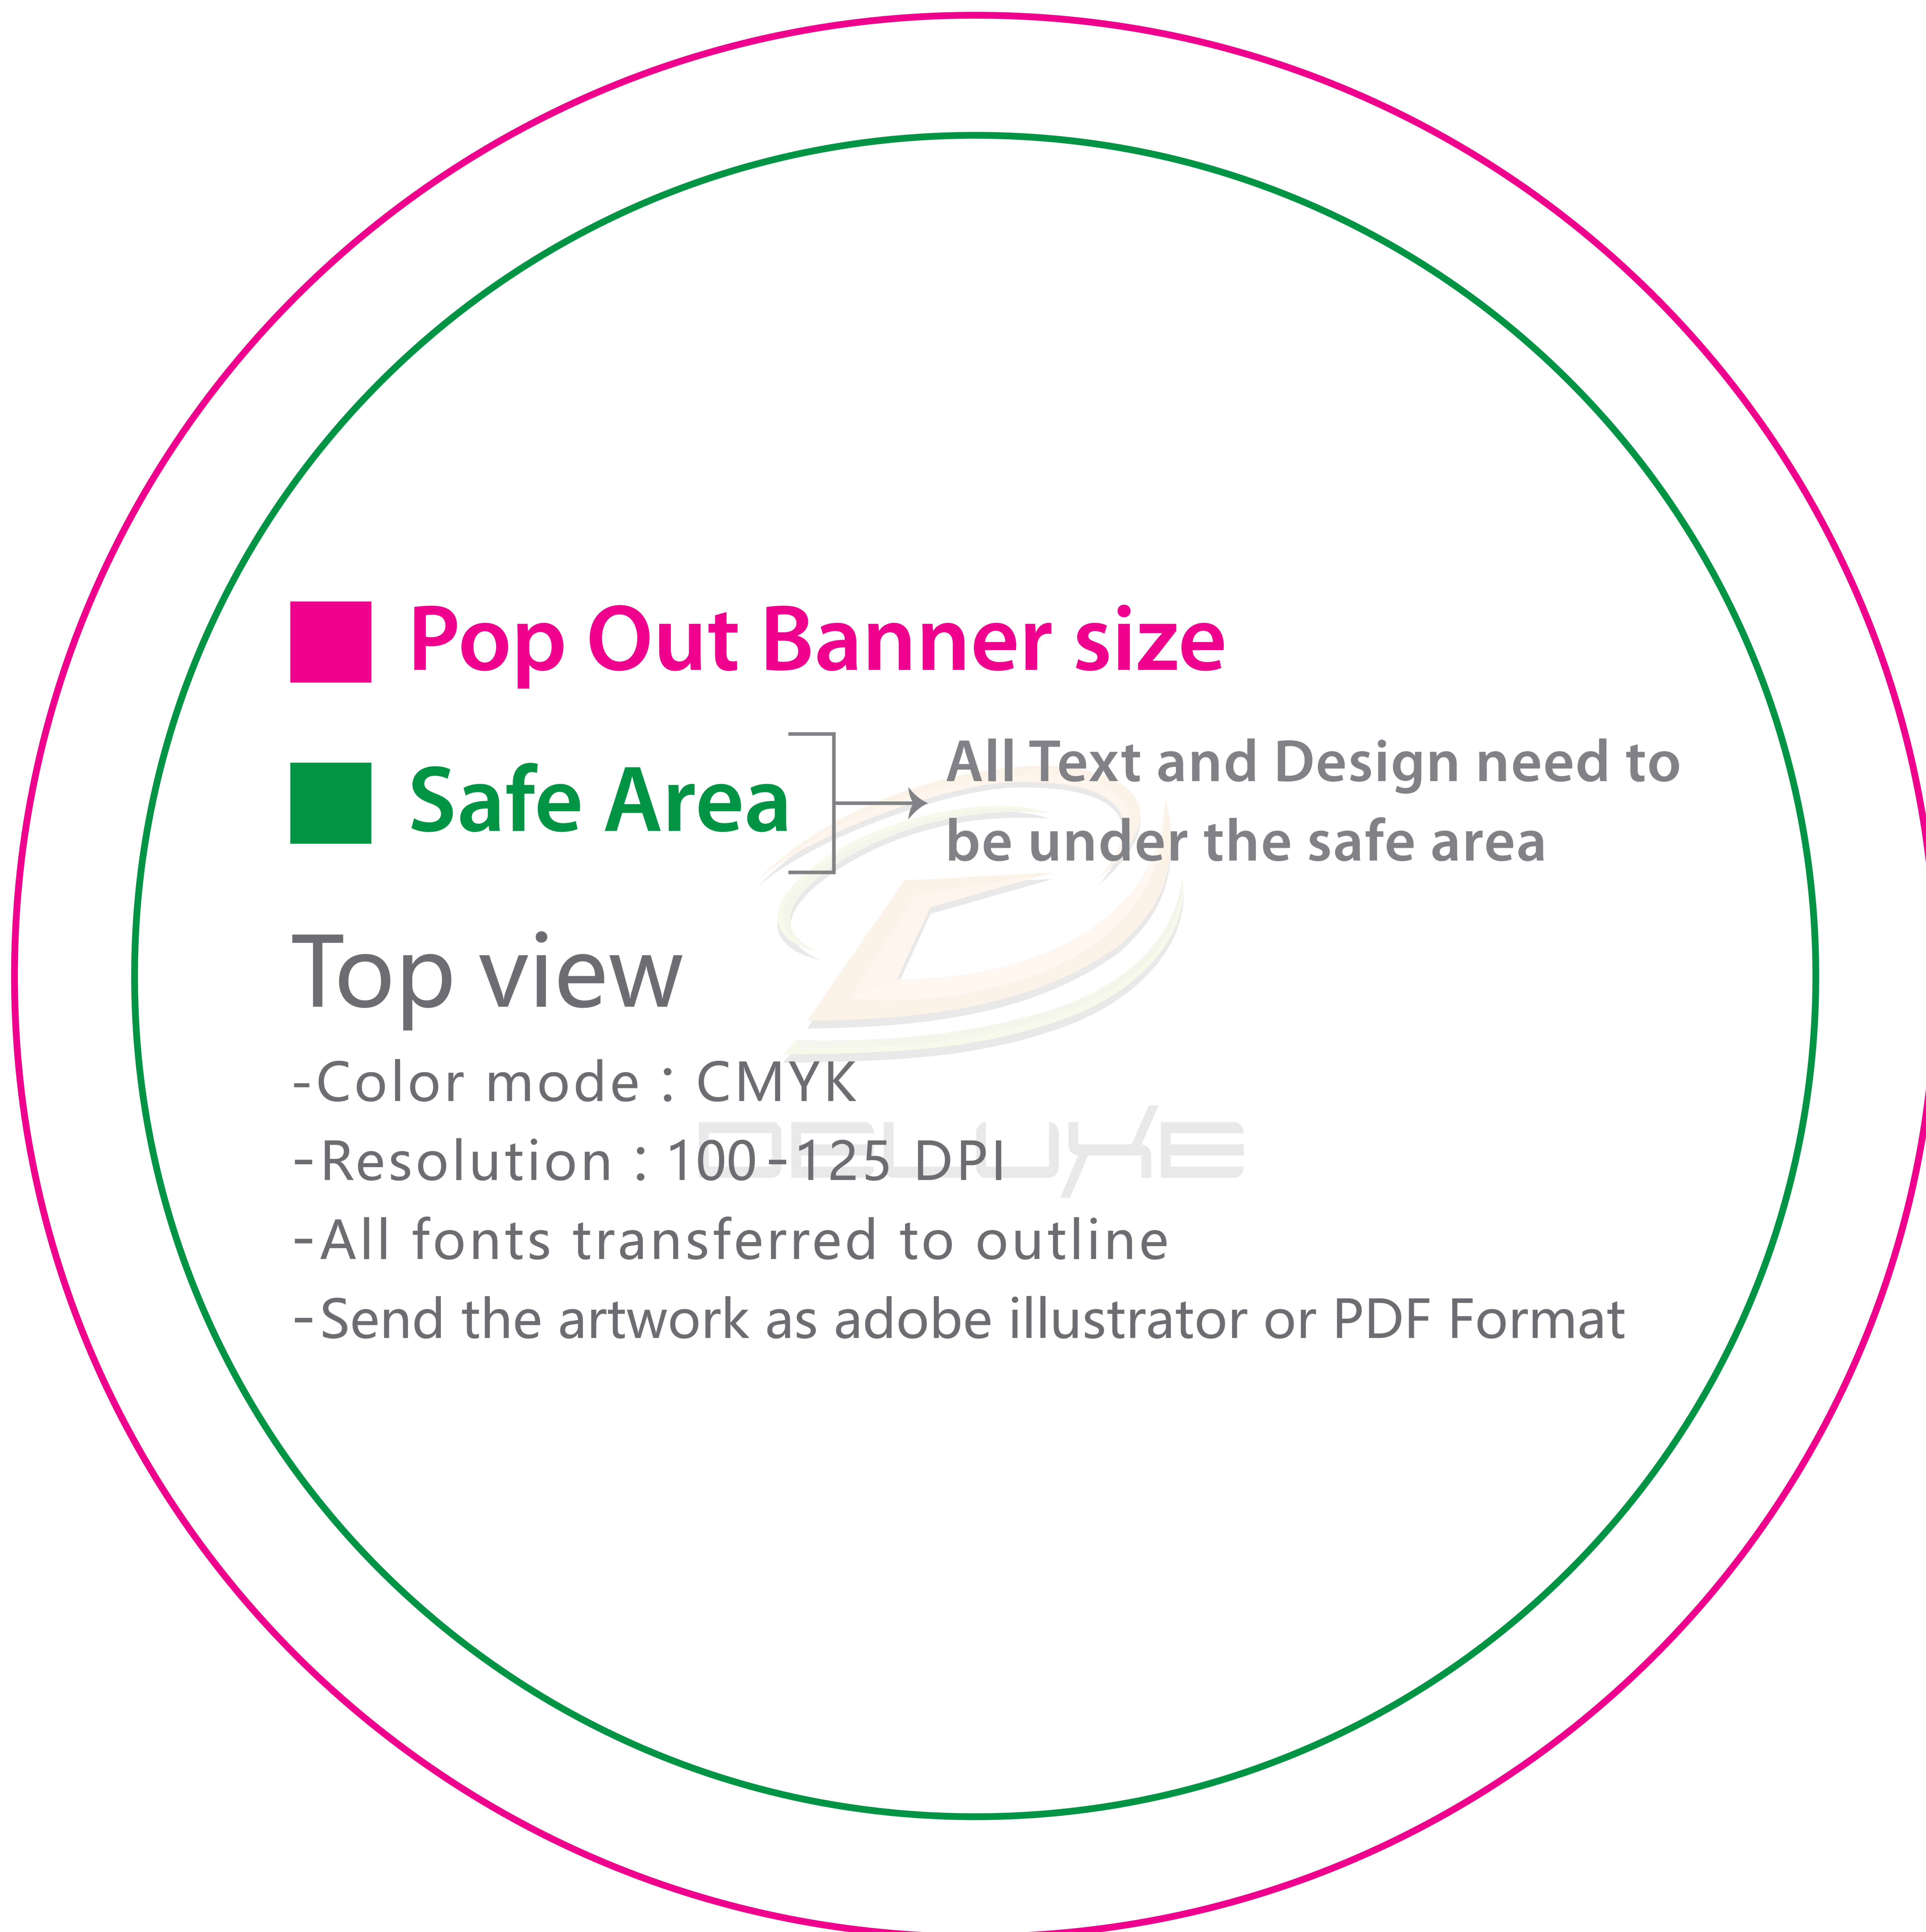 Pop Out Banner size
Safe Area
All Text and Design need to
be under the safe area
Top view
-Color mode : CMYK
-Resolution : 100-125 DPI
-All fonts transferred to outline
-Send the artwork as adobe illustrator or PDF Format
DELUXE